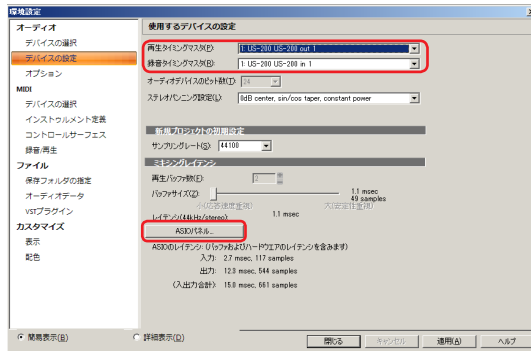 環境設定
オーディオ
デバイスの選択
デバイスの設定
オプション
MIDI
デバイスの選択
インストゥルメント定義
コントロールサーフェス
録音/再生
ファイル
保存フォルダの指定
オーディオデータ
VSTプラグイン
カスタマイズ
表示
配色
使用するデバイスの設定
再生タイミングマスタ(P): 1: US-200 US-200 out 1
録音タイミングマスタ(R): 1: US-200 US-200 in 1
オーディオデバイスのビット数(T): 24
ステレオパンニング設定(L): 0dB center, sin/cos taper, constant power
新規プロジェクトの初期設定
サンプリングレート(S): 44100
ミキシングレイテンシ
再生バッファ数(E): 2
バッファサイズ(Z): 1.1 msec
49 samples
小(応答速度重視) 大(安定性重視)
レイテンシ(44kHz/stereo): 1.1 msec
ASIOパネル...
ASIOのレイテンシ: (バッファおよびハードウエアのレイテンシを含みます)
入力: 2.7 msec, 117 samples
出力: 12.3 msec, 544 samples
(入出力合計): 15.0 msec, 661 samples
簡易表示(B) 詳細表示(D) 閉じる キャンセル 適用(A) ヘルプ